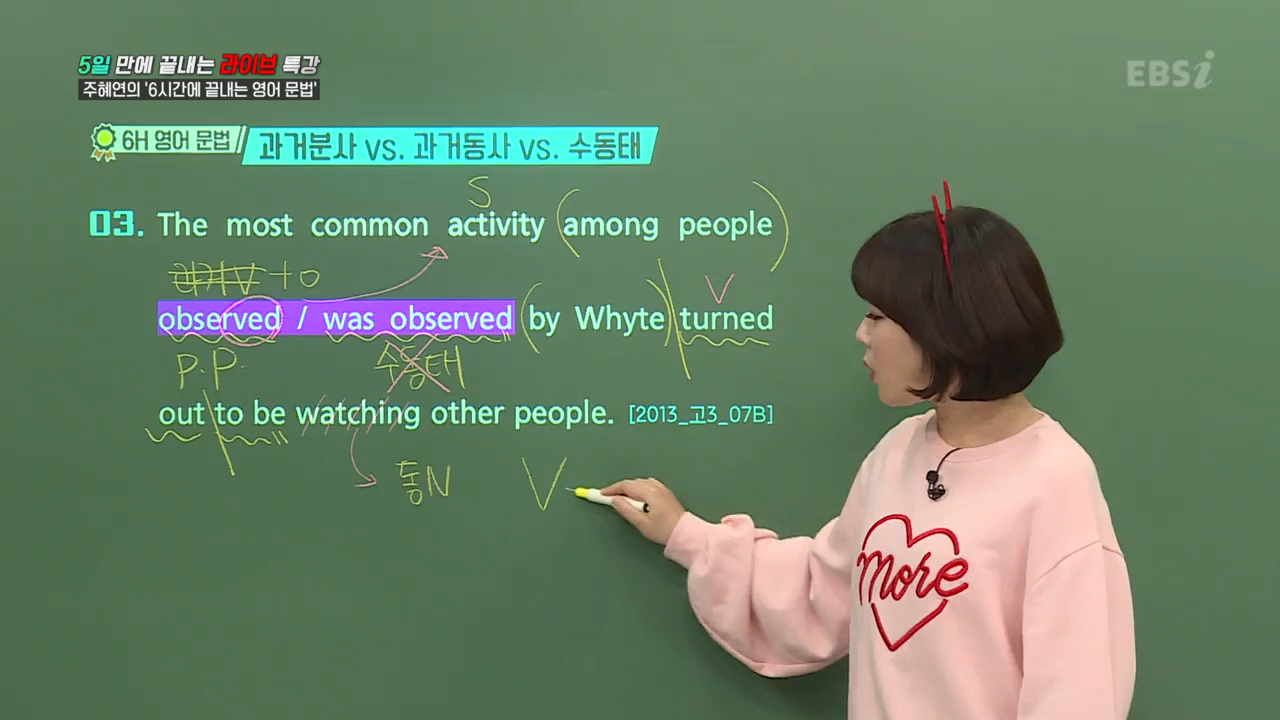 5일 만에 끝내는 라이브 특강
주혜연의 '6시간에 끝내는 영어 문법'
EBSi
6H 영어 문법
과거분사 vs. 과거동사 vs. 수동태
S
03. The most common activity (among people)
과거V + o
V
observed / was observed (by Whyte) turned
P.P.
수동태
out to be watching other people. [2013_고3_07B]
동N
V
More